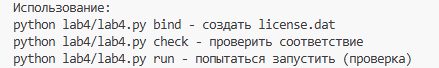 Использование:
python lab4/lab4.py bind - создать license.dat
python lab4/lab4.py check - проверить соответствие
python lab4/lab4.py run - попытаться запустить (проверка)